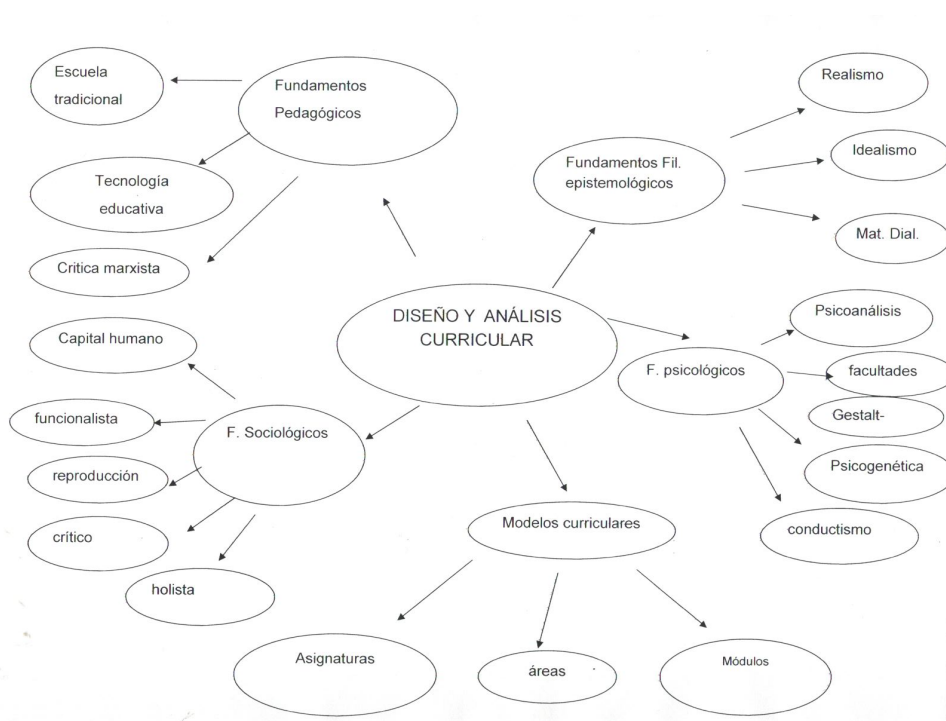 Escuela
tradicional
Fundamentos
Pedagógicos
Tecnología
educativa
Critica marxista
Fundamentos Fil.
epistemológicos
Realismo
Idealismo
Mat. Dial.
DISEÑO Y ANÁLISIS
CURRICULAR
F. psicológicos
Psicoanálisis
facultades
Gestalt-
Psicogenética
conductismo
F. Sociológicos
Capital humano
funcionalista
reproducción
crítico
holista
Modelos curriculares
Asignaturas
áreas
Módulos